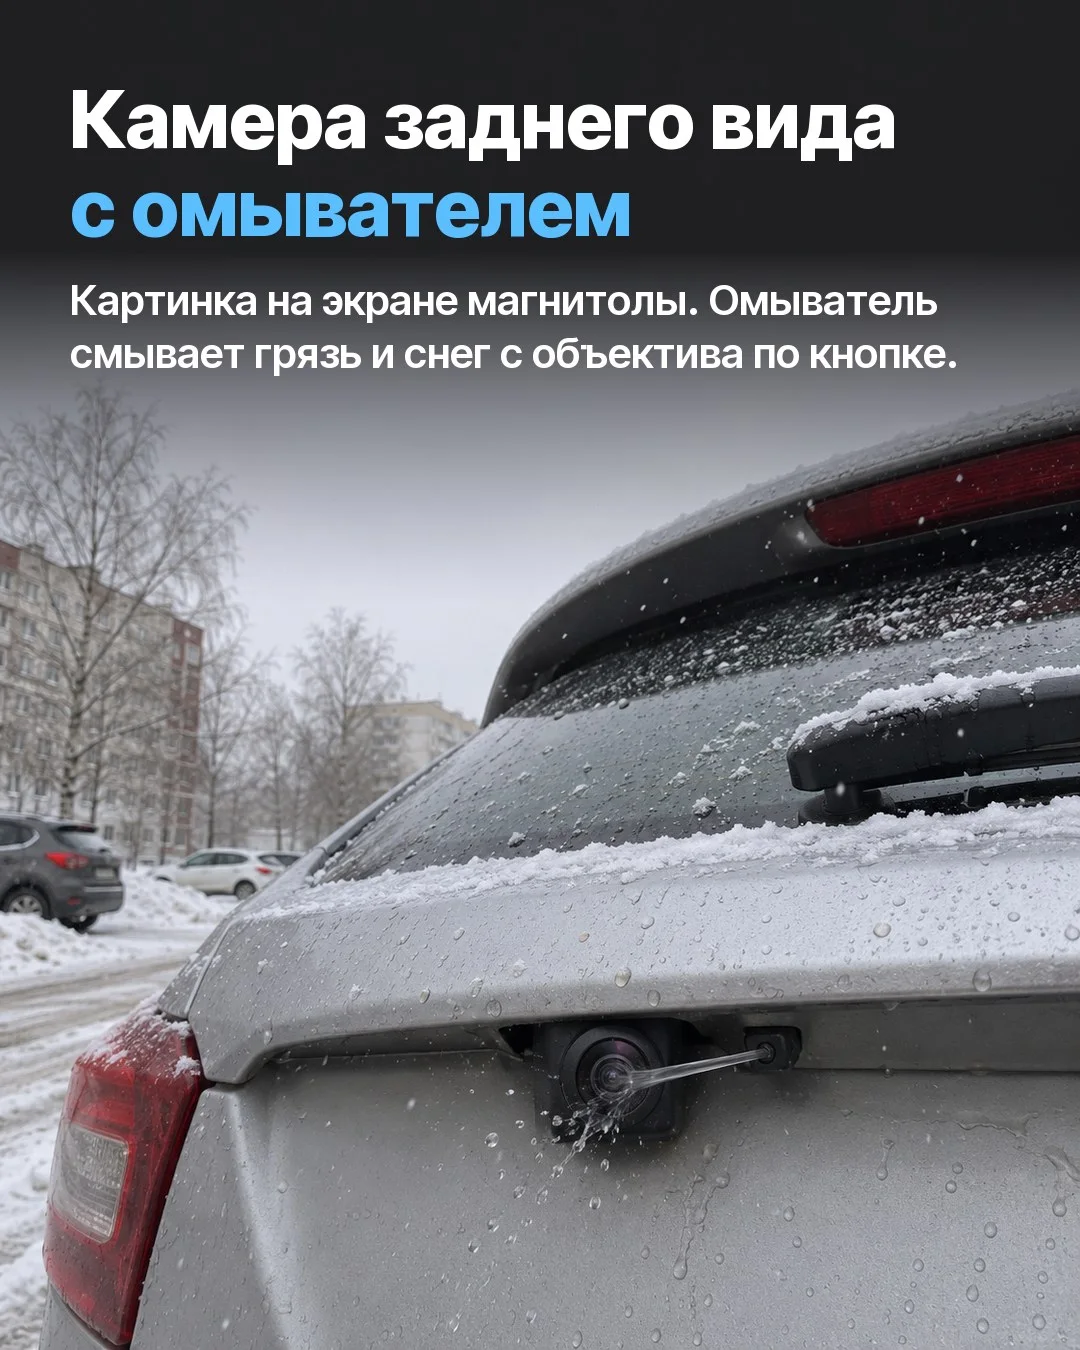 Камера заднего вида
с омывателем
Картинка на экране магнитолы. Омыватель
смывает грязь и снег с объектива по кнопке.